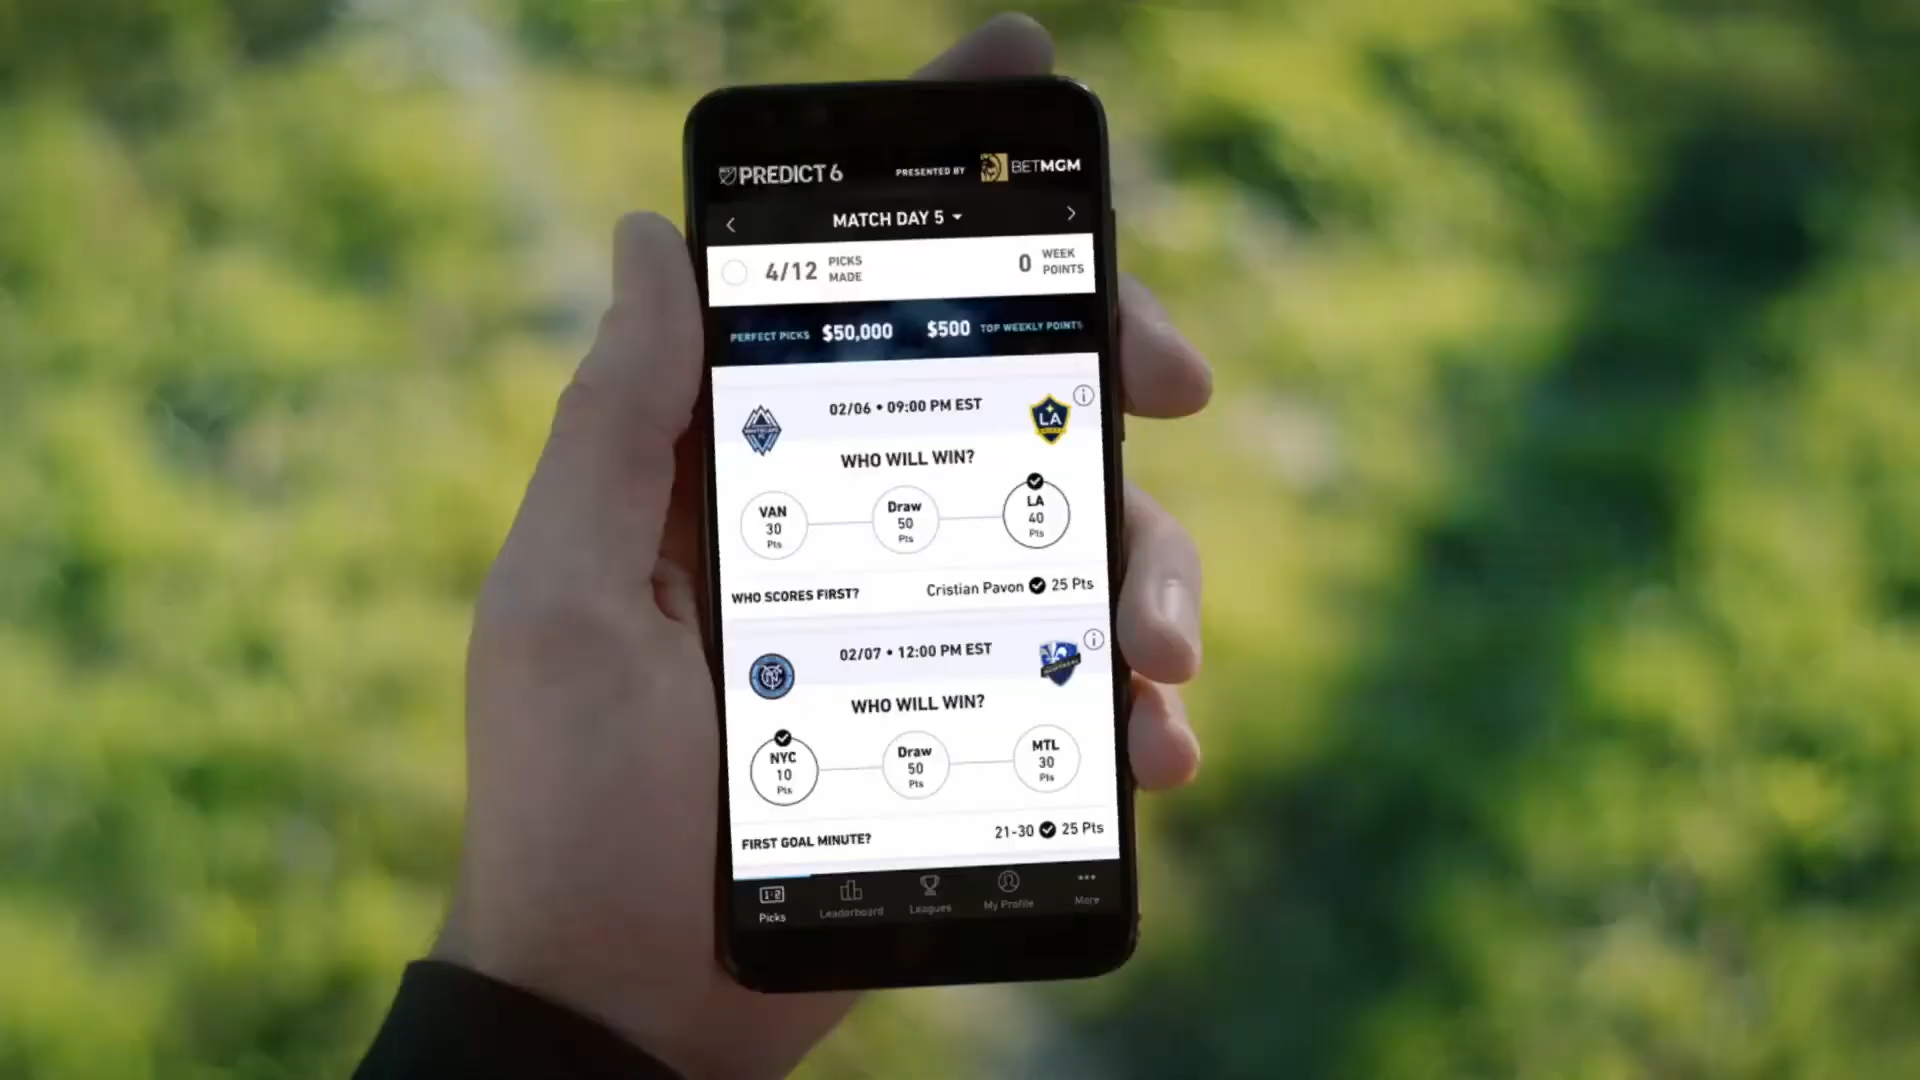 PREDICT 6 PRESENTED BY BETMGM
MATCH DAY 5
4/12 PICKS MADE 0 WEEK POINTS
PERFECT PICKS $50,000 $500 TOP WEEKLY POINTS
02/06 • 09:00 PM EST
LA
WHO WILL WIN?
VAN 30 Pts
Draw 50 Pts
LA 40 Pts
WHO SCORES FIRST? Cristian Pavon 25 Pts
02/07 • 12:00 PM EST
WHO WILL WIN?
NYC 10 Pts
Draw 50 Pts
MTL 30 Pts
FIRST GOAL MINUTE? 21-30 25 Pts
1-2
Picks Leaderboard Leagues My Profile More